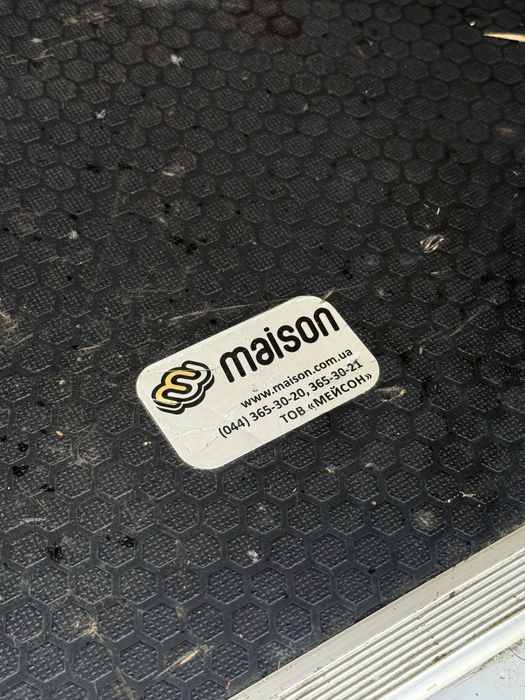 maison
www.maison.com.ua
(044) 365-30-20, 365-30-21
ТОВ «МЕЙСОН»